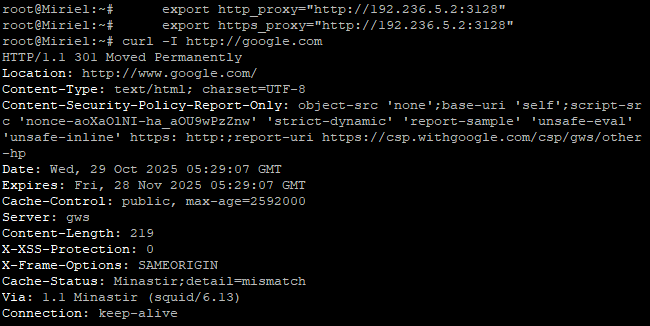 root@Miriel:~#     export http_proxy="http://192.236.5.2:3128"
root@Miriel:~#     export https_proxy="http://192.236.5.2:3128"
root@Miriel:~# curl -I http://google.com
HTTP/1.1 301 Moved Permanently
Location: http://www.google.com/
Content-Type: text/html; charset=UTF-8
Content-Security-Policy-Report-Only: object-src 'none';base-uri 'self';script-sr
c 'nonce-aoXaOlNI-ha_aOU9wPzZnw' 'strict-dynamic' 'report-sample' 'unsafe-eval'
'unsafe-inline' https: http:;report-uri https://csp.withgoogle.com/csp/gws/other
-hp
Date: Wed, 29 Oct 2025 05:29:07 GMT
Expires: Fri, 28 Nov 2025 05:29:07 GMT
Cache-Control: public, max-age=2592000
Server: gws
Content-Length: 219
X-XSS-Protection: 0
X-Frame-Options: SAMEORIGIN
Cache-Status: Minastir;detail=mismatch
Via: 1.1 Minastir (squid/6.13)
Connection: keep-alive